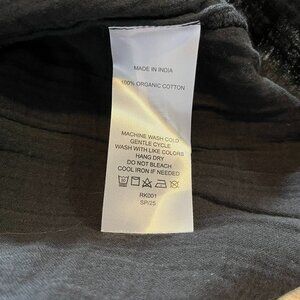 MADE IN INDIA
100% ORGANIC COTTON
MACHINE WASH COLD
GENTLE CYCLE
WASH WITH LIKE COLORS
HANG DRY
DO NOT BLEACH
COOL IRON IF NEEDED
RK001
SP/25